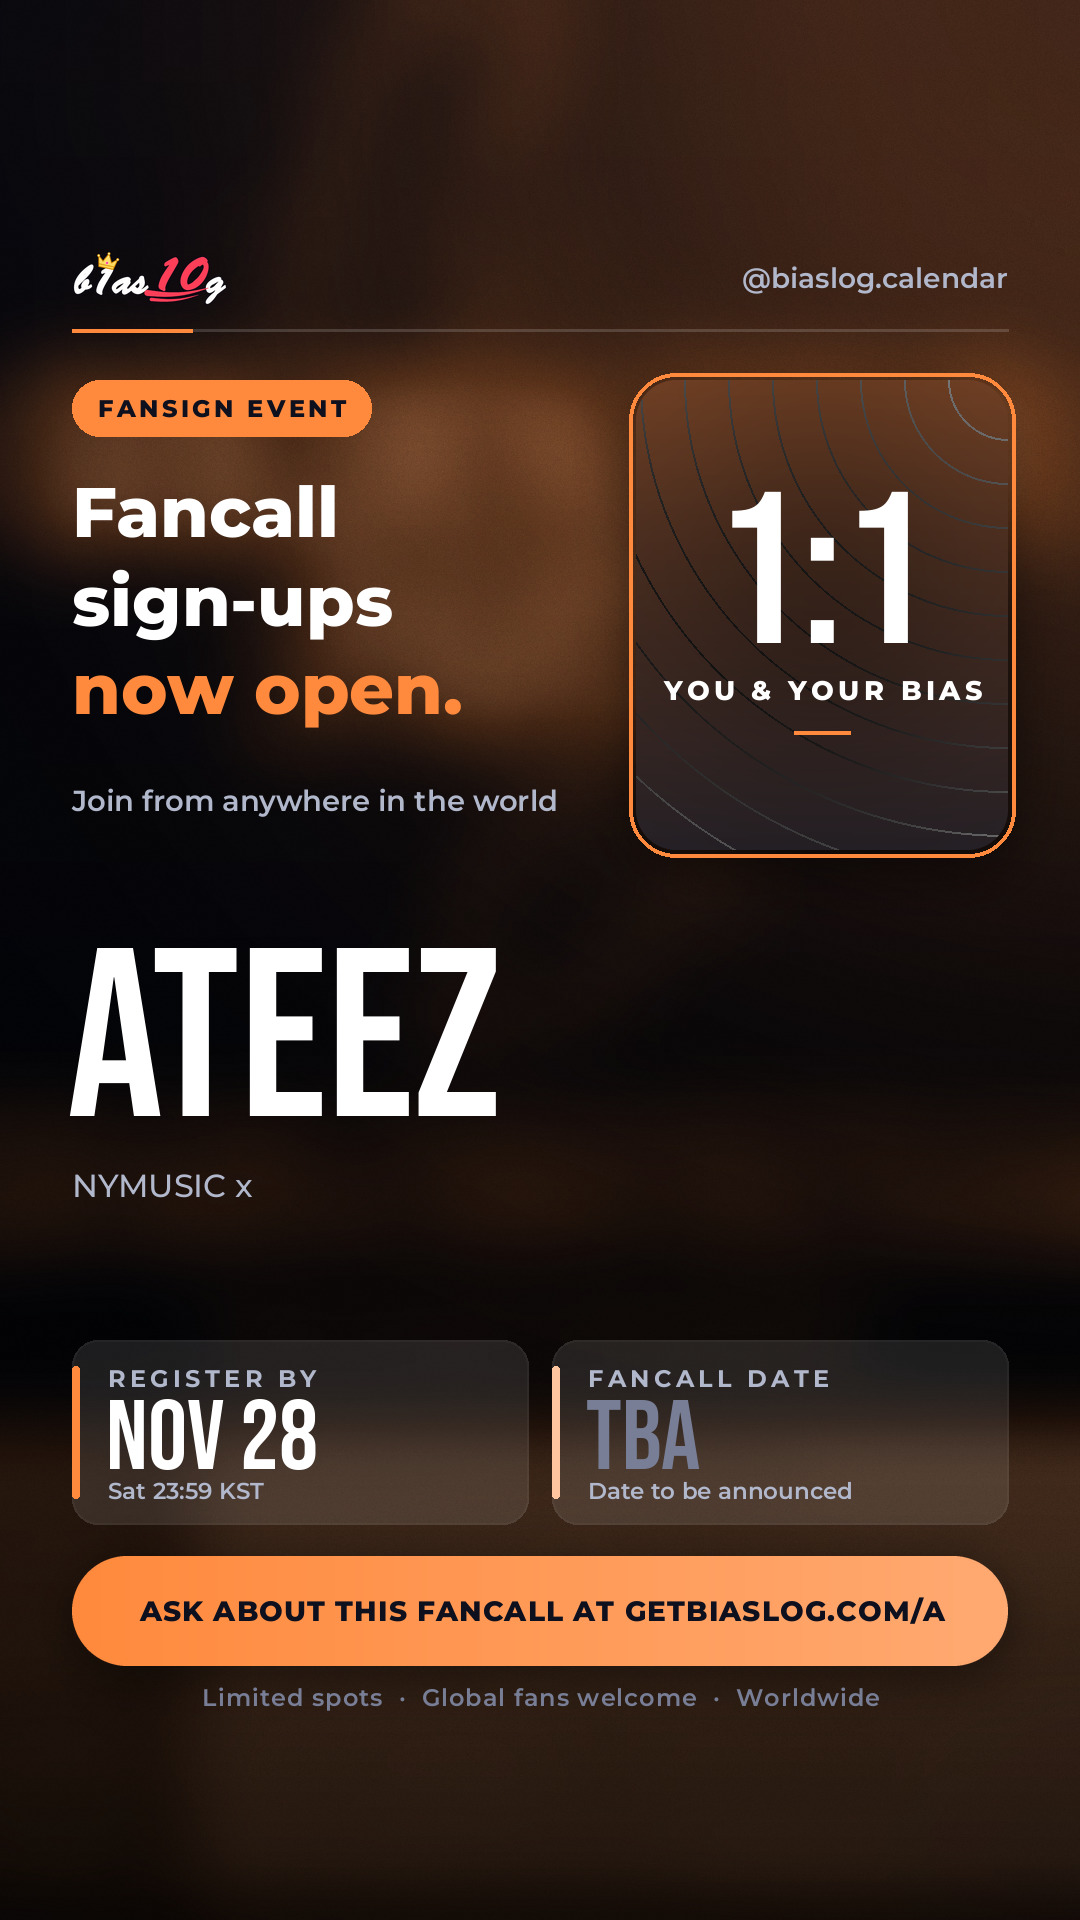 b1as10g
@biaslog.calendar
FANSIGN EVENT
Fancall
sign-ups
now open.
Join from anywhere in the world
1:1
YOU & YOUR BIAS
ATEEZ
NYMUSIC x
REGISTER BY
NOV 28
Sat 23:59 KST
FANCALL DATE
TBA
Date to be announced
ASK ABOUT THIS FANCALL AT GETBIASLOG.COM/A
Limited spots · Global fans welcome · Worldwide